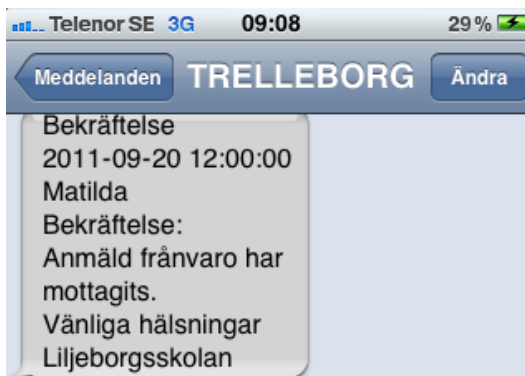 Telenor SE 3G 09:08 29 %
Meddelanden TRELLEBORG Ändra
Bekräftelse
2011-09-20 12:00:00
Matilda
Bekräftelse:
Anmäld frånvaro har
mottagits.
Vänliga hälsningar
Liljeborgsskolan